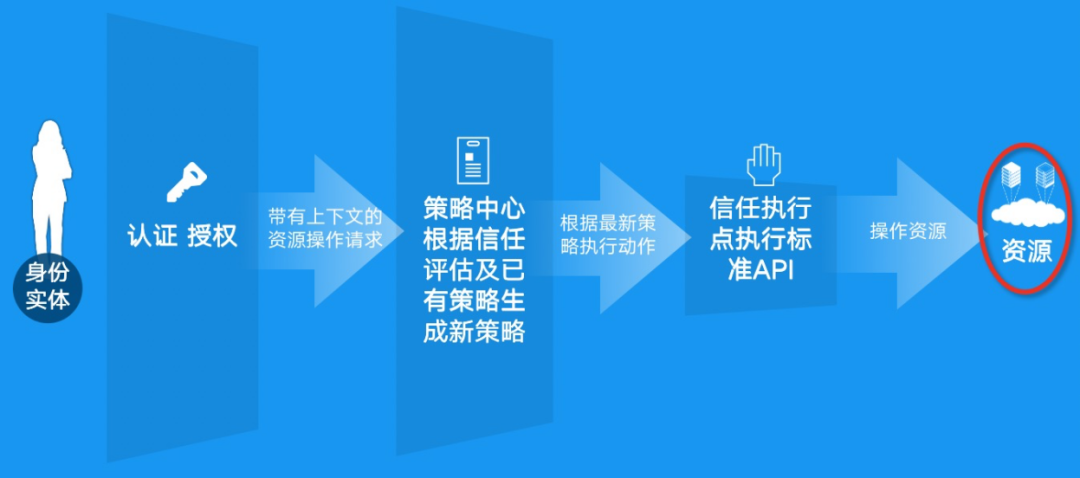 身份
实体
认证 授权
带有上下文的
资源操作请求
策略中心
根据信任
评估及已
有策略生
成新策略
根据最新策
略执行动作
信任执行
点执行标
准API
操作资源
资源